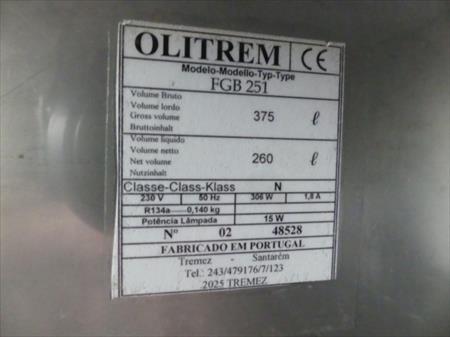 OLITREM CE
Modelo-Modello-Typ-Type
FGB 251
Volume Bruto
Volume lordo
Gross volume 375 ℓ
Bruttoinhalt
Volume líquido
Volume netto
Net volume 260 ℓ
Nutzinhalt
Classe-Class-Klass N
230 V 50 Hz 306 W 1,8 A
R134a 0,140 kg
Potência Lâmpada 15 W
Nº 02 48528
FABRICADO EM PORTUGAL
Tremez - Santarém
Tel.: 243/479176/7/123
2025 TREMEZ